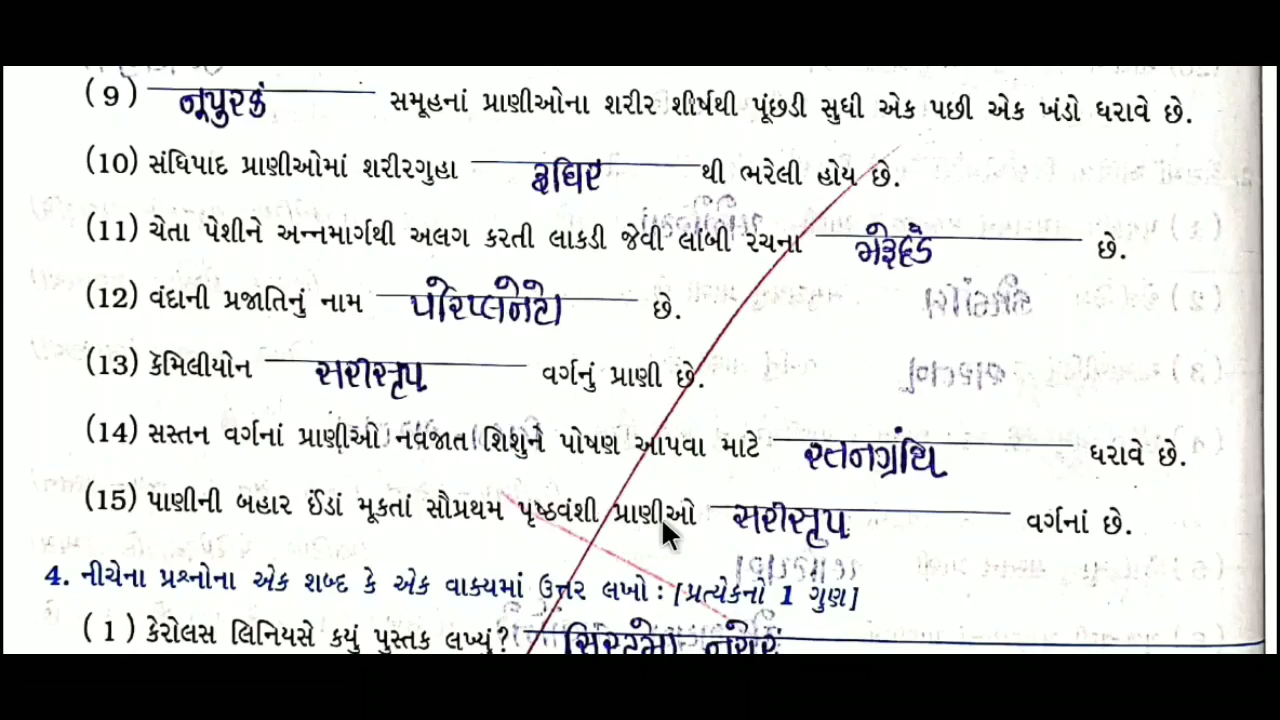 (9) નૂપુરકં સમૂહનાં પ્રાણીઓના શરીર શીર્ષથી પૂંછડી સુધી એક પછી એક ખંડો ધરાવે છે.
(10) સંધિપાદ પ્રાણીઓમાં શરીરગુહા રુધિર થી ભરેલી હોય છે.
(11) ચેતા પેશીને અન્નમાર્ગથી અલગ કરતી લાકડી જેવી લાંબી રચના મેરૂદંડ છે.
(12) વંદાની પ્રજાતિનું નામ પેરિપ્લેનેટા છે.
(13) કૅમિલીયોન સરીસૃપ વર્ગનું પ્રાણી છે.
(14) સસ્તન વર્ગનાં પ્રાણીઓ નવજાત શિશુને પોષણ આપવા માટે સ્તનગ્રંથિ ધરાવે છે.
(15) પાણીની બહાર ઈંડાં મૂકતાં સૌપ્રથમ પૃષ્ઠવંશી પ્રાણીઓ સરીસૃપ વર્ગનાં છે.
4. નીચેના પ્રશ્નોના એક શબ્દ કે એક વાક્યમાં ઉત્તર લખો : [પ્રત્યેકનો 1 ગુણ]
(1) કેરોલસ લિનિયસે કયું પુસ્તક લખ્યું? સિસ્ટમા